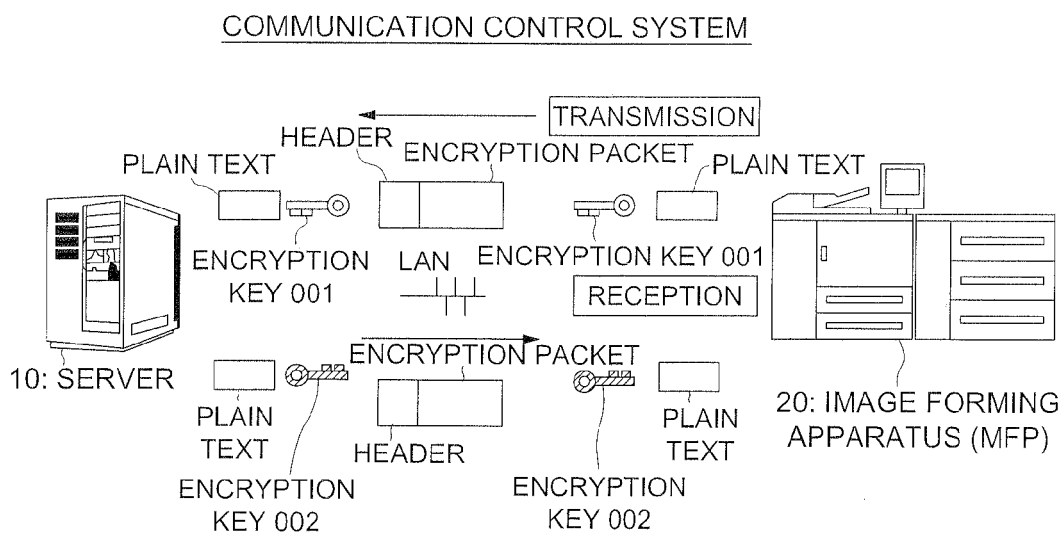 COMMUNICATION CONTROL SYSTEM
TRANSMISSION
HEADER
ENCRYPTION PACKET
PLAIN TEXT
PLAIN TEXT
ENCRYPTION
KEY 001
LAN
ENCRYPTION KEY 001
RECEPTION
ENCRYPTION PACKET
10: SERVER
PLAIN
TEXT
HEADER
PLAIN
TEXT
20: IMAGE FORMING
APPARATUS (MFP)
ENCRYPTION
KEY 002
ENCRYPTION
KEY 002